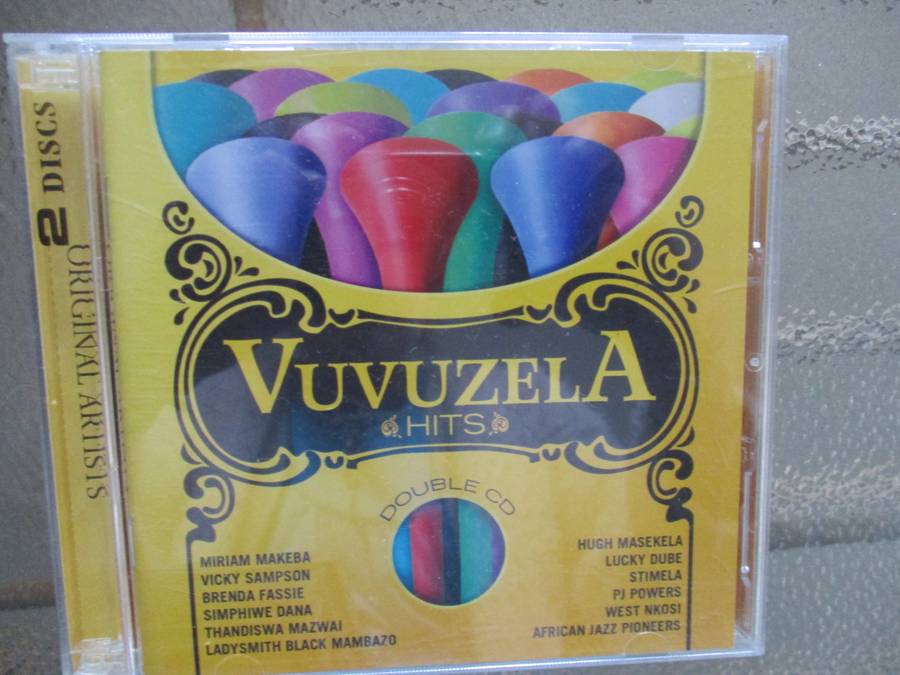 2 DISCS
ORIGINAL ARTISTS
VUVUZELA
HITS
DOUBLE CD
MIRIAM MAKEBA
VICKY SAMPSON
BRENDA FASSIE
SIMPHIWE DANA
THANDISWA MAZWAI
LADYSMITH BLACK MAMBAZO
HUGH MASEKELA
LUCKY DUBE
STIMELA
PJ POWERS
WEST NKOSI
AFRICAN JAZZ PIONEERS